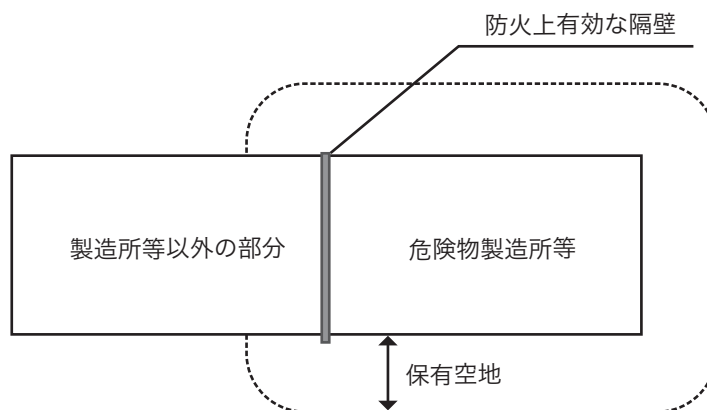 防火上有効な隔壁
製造所等以外の部分
危険物製造所等
保有空地